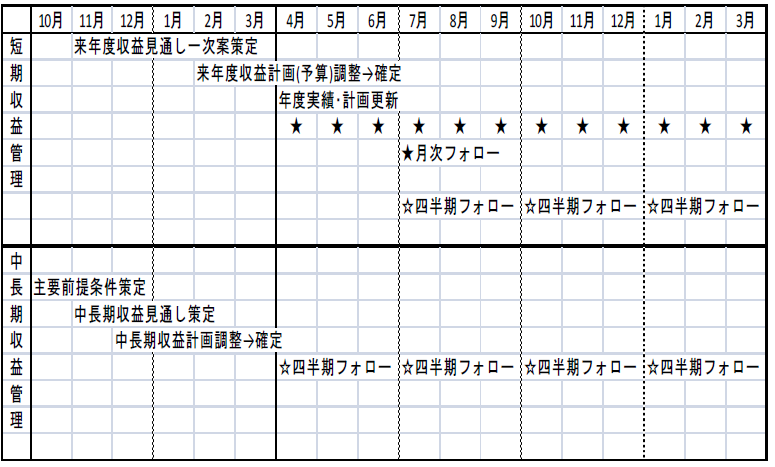 10月 11月 12月 1月 2月 3月 4月 5月 6月 7月 8月 9月 10月 11月 12月 1月 2月 3月
短 来年度収益見通し一次案策定
期 来年度収益計画(予算)調整→確定
収 年度実績・計画更新
益 ★ ★ ★ ★ ★ ★ ★ ★ ★ ★ ★ ★
管 ★月次フォロー
理
☆四半期フォロー ☆四半期フォロー ☆四半期フォロー
中
長 主要前提条件策定
期 中長期収益見通し策定
収 中長期収益計画調整→確定
益 ☆四半期フォロー ☆四半期フォロー ☆四半期フォロー ☆四半期フォロー
管
理